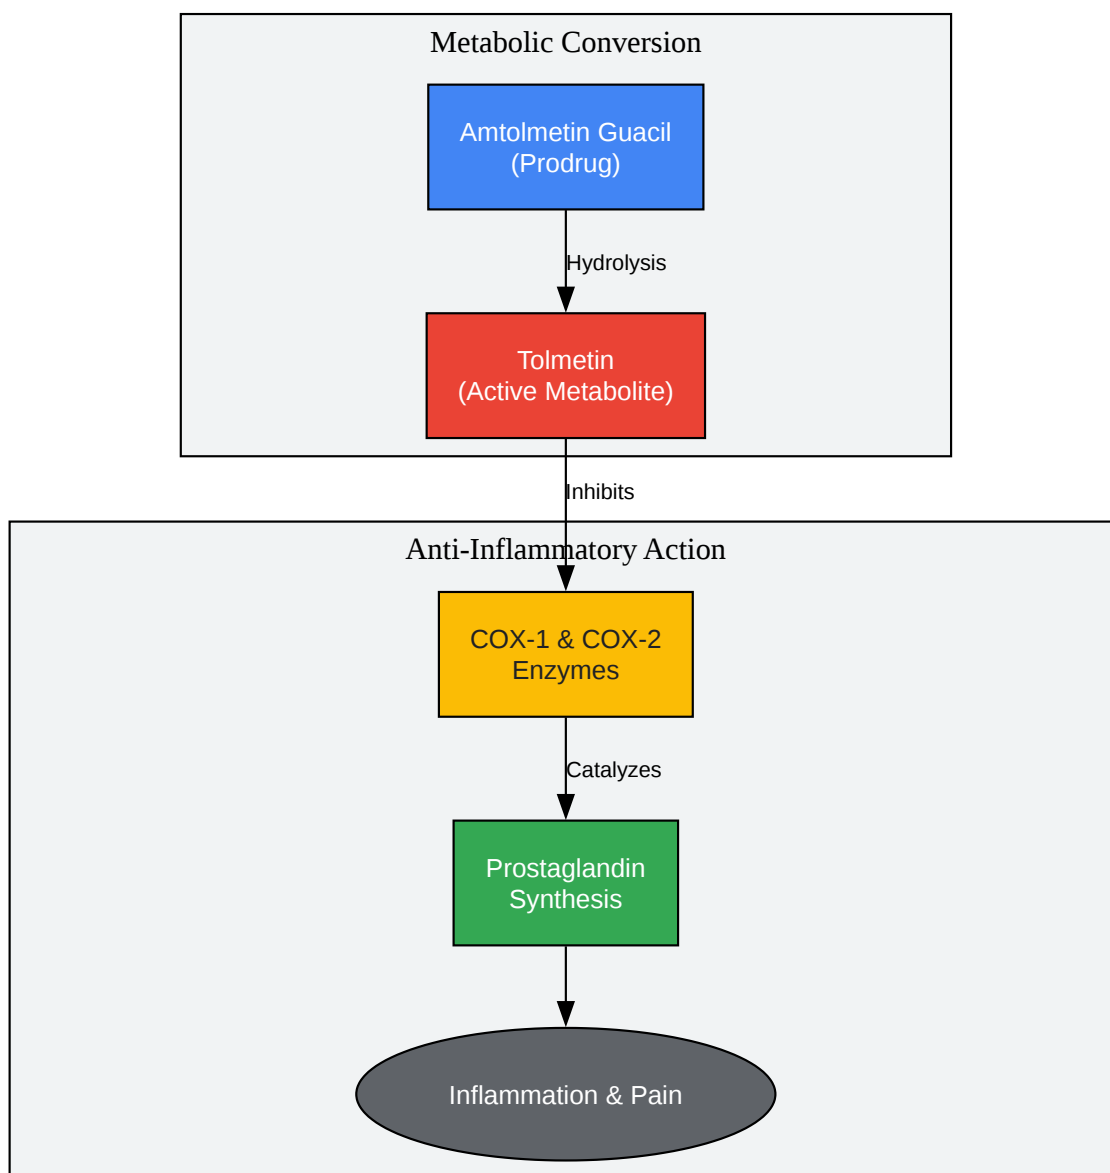 Metabolic Conversion
Amtolmetin Guacil
(Prodrug)
Hydrolysis
Tolmetin
(Active Metabolite)
Inhibits
Anti-Inflammatory Action
COX-1 & COX-2
Enzymes
Catalyzes
Prostaglandin
Synthesis
Inflammation & Pain